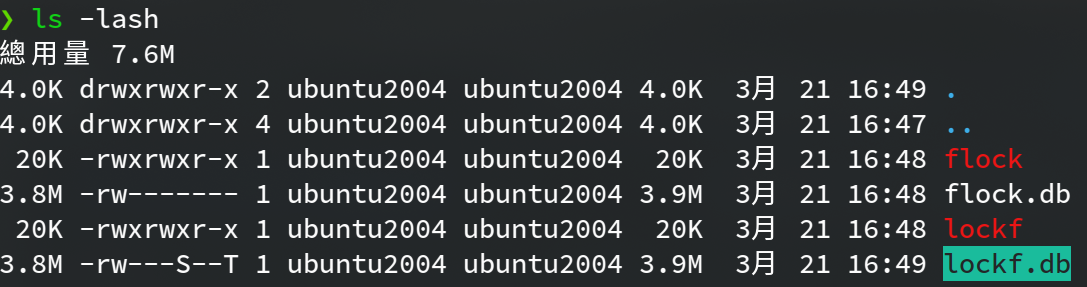 ❯ ls -lash
總用量 7.6M
4.0K drwxrwxr-x 2 ubuntu2004 ubuntu2004 4.0K  3月  21 16:49 .
4.0K drwxrwxr-x 4 ubuntu2004 ubuntu2004 4.0K  3月  21 16:47 ..
 20K -rwxrwxr-x 1 ubuntu2004 ubuntu2004  20K  3月  21 16:48 flock
3.8M -rw------- 1 ubuntu2004 ubuntu2004 3.9M  3月  21 16:48 flock.db
 20K -rwxrwxr-x 1 ubuntu2004 ubuntu2004  20K  3月  21 16:48 lockf
3.8M -rw---S--T 1 ubuntu2004 ubuntu2004 3.9M  3月  21 16:49 lockf.db